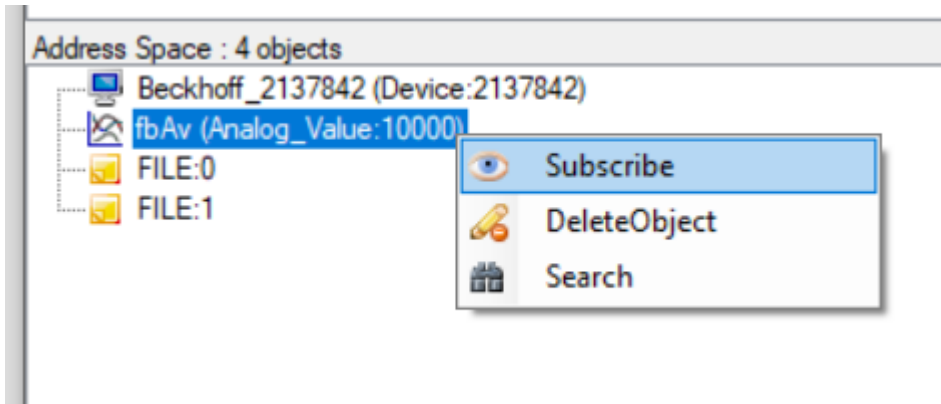 Address Space : 4 objects
Beckhoff_2137842 (Device:2137842)
fbAv (Analog_Value:10000)
FILE:0
FILE:1
Subscribe
DeleteObject
Search